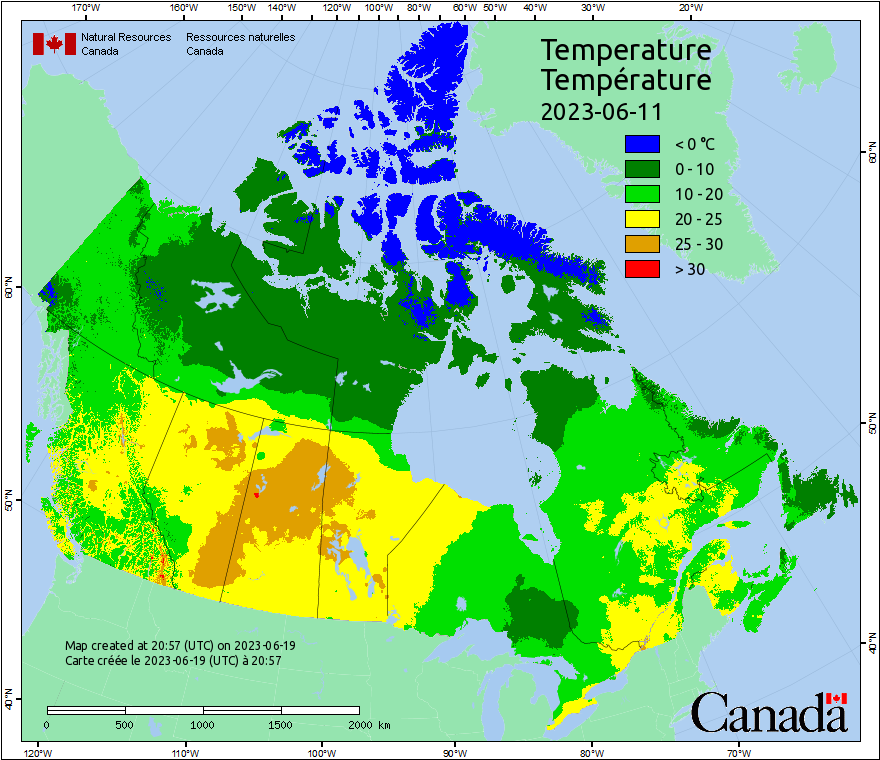 170°W 160°W 150°W 140°W 130°W 120°W 110°W 100°W 80°W 60°W 50°W 40°W 30°W 20°W
Natural Resources Ressources naturelles
Canada Canada
Temperature
Température
2023-06-11
< 0 °C
0 - 10
10 - 20
20 - 25
25 - 30
> 30
60°N 60°N
50°N 50°N
40°N 40°N
Map created at 20:57 (UTC) on 2023-06-19
Carte créée le 2023-06-19 (UTC) à 20:57
0 500 1000 1500 2000 km
Canada
120°W 110°W 100°W 90°W 80°W 70°W